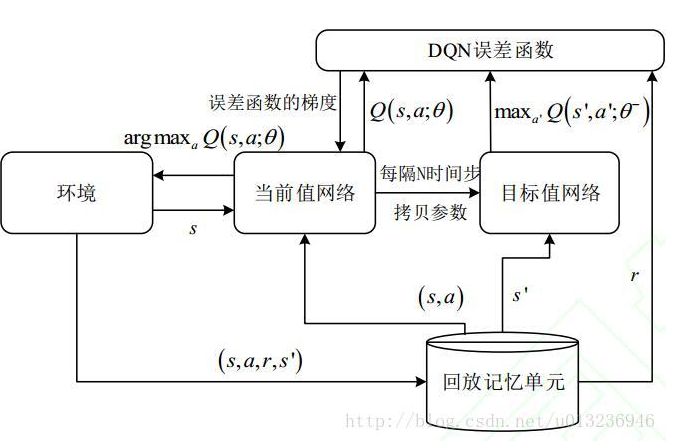 DQN误差函数
误差函数的梯度
Q(s,a;θ)
max_{a'} Q(s',a';θ⁻)
arg max_a Q(s,a;θ)
环境
当前值网络
每隔N时间步
拷贝参数
目标值网络
s
(s,a)
s'
r
(s,a,r,s')
回放记忆单元
http://blog.csdn.net/u013236946